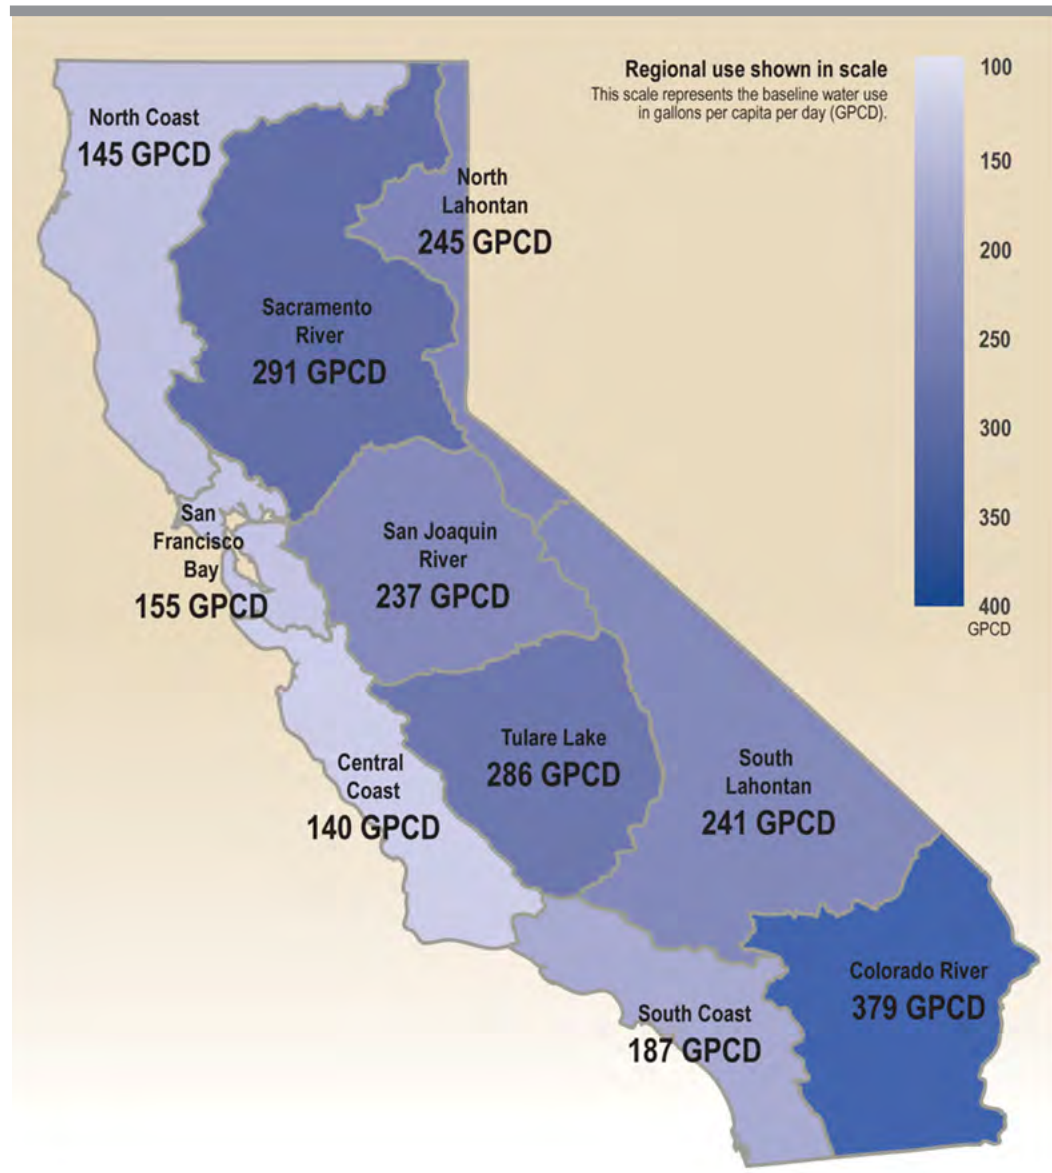 Regional use shown in scale
This scale represents the baseline water use
in gallons per capita per day (GPCD).
100
150
200
250
300
350
400
GPCD
North Coast
145 GPCD
North
Lahontan
245 GPCD
Sacramento
River
291 GPCD
San
Francisco
Bay
155 GPCD
San Joaquin
River
237 GPCD
Tulare Lake
286 GPCD
Central
Coast
140 GPCD
South
Lahontan
241 GPCD
Colorado River
379 GPCD
South Coast
187 GPCD